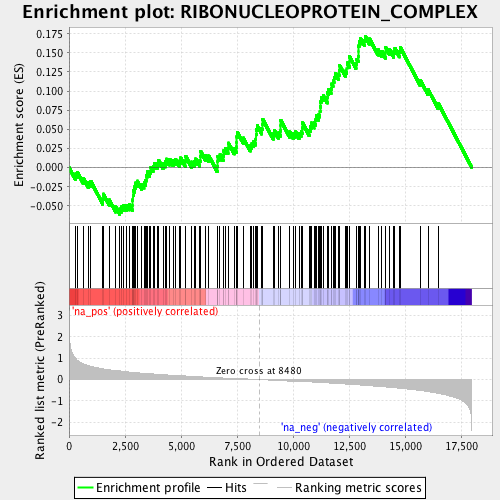 Enrichment plot: RIBONUCLEOPROTEIN_COMPLEX
Enrichment score (ES)
0.175
0.150
0.125
0.100
0.075
0.050
0.025
0.000
-0.025
-0.050
'na_pos' (positively correlated)
Ranked list metric (PreRanked)
3
2
1
0
-1
-2
Zero cross at 8480
'na_neg' (negatively correlated)
0
2,500
5,000
7,500
10,000
12,500
15,000
17,500
Rank in Ordered Dataset
Enrichment profile
Hits
Ranking metric scores